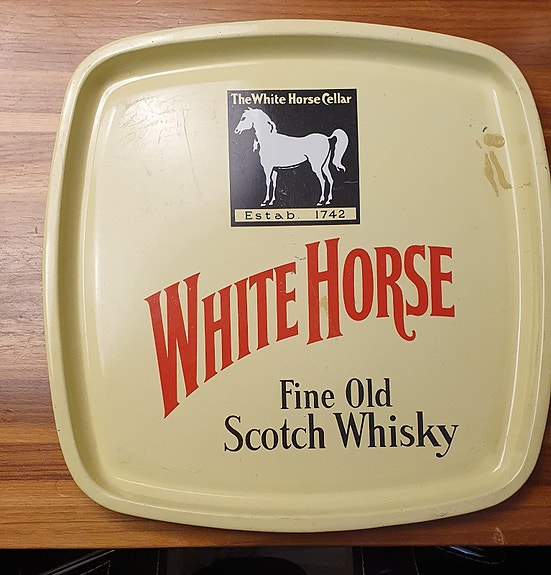 The White Horse Cellar
Estab. 1742
WHITE HORSE
Fine Old
Scotch Whisky